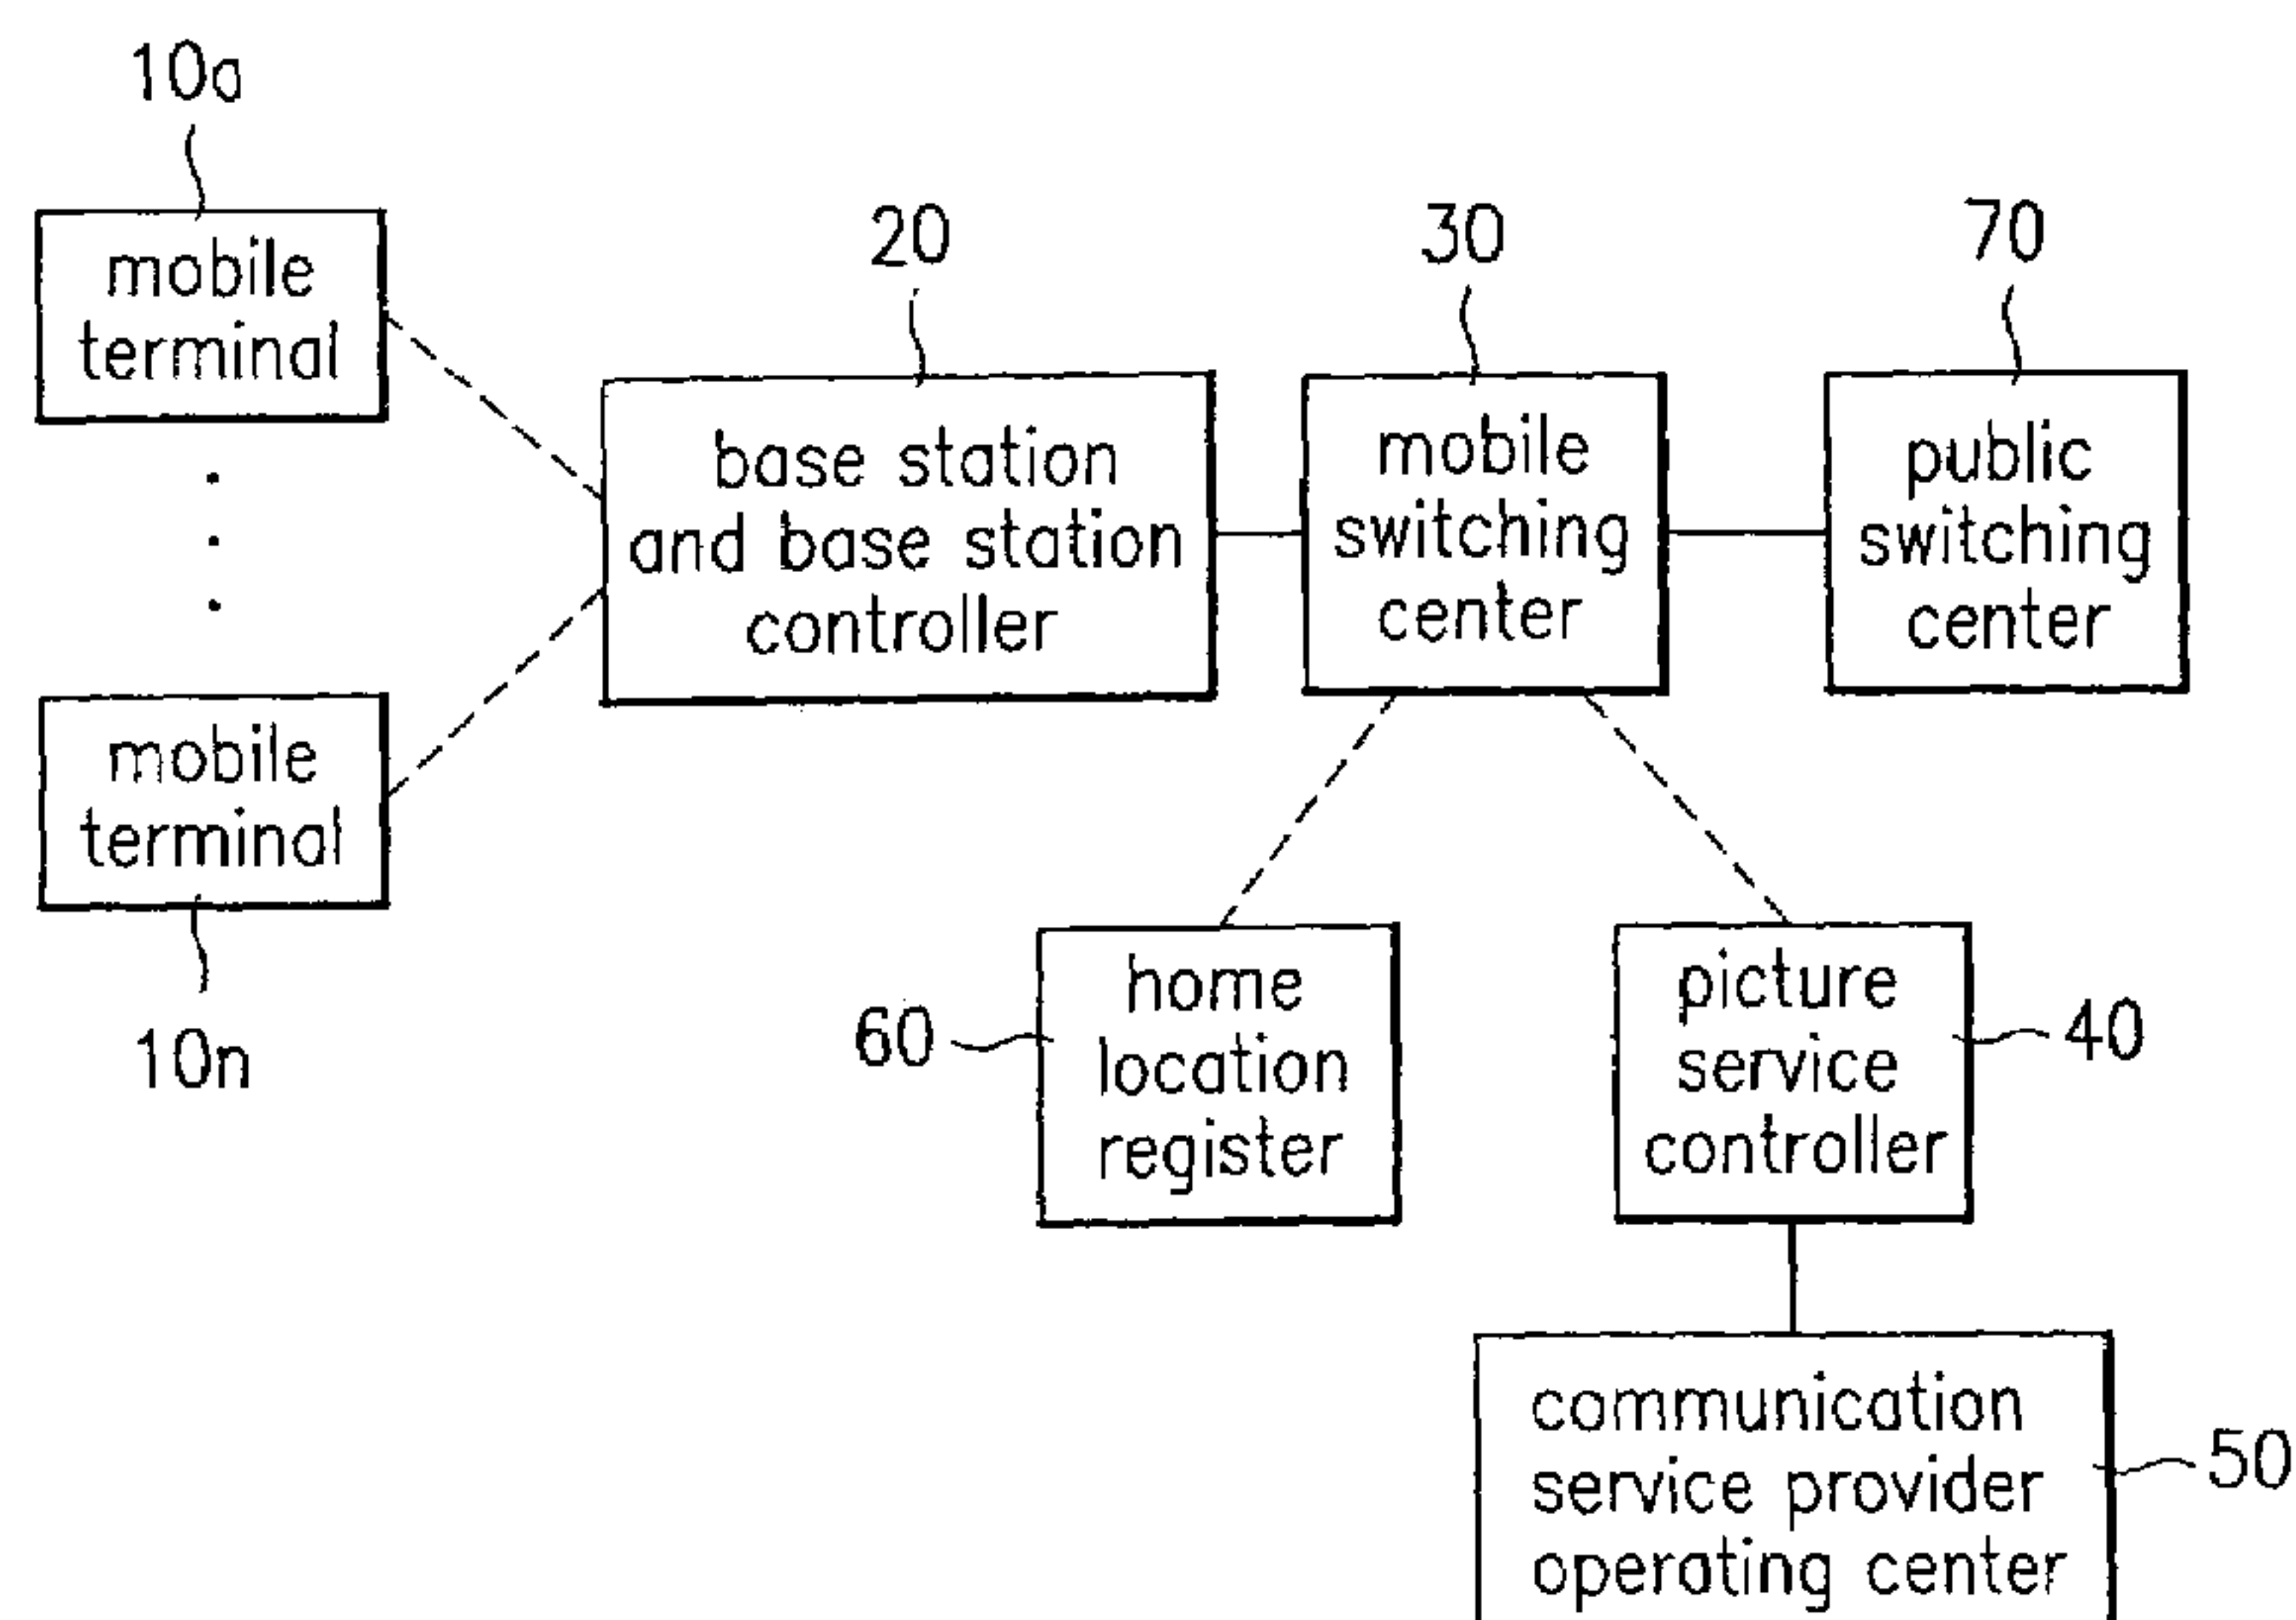 10a
mobile
terminal
20
30
70
base station
and base station
controller
mobile
switching
center
public
switching
center
mobile
terminal
10n
home
location
register
60
picture
service
controller
40
communication
service provider
operating center
50